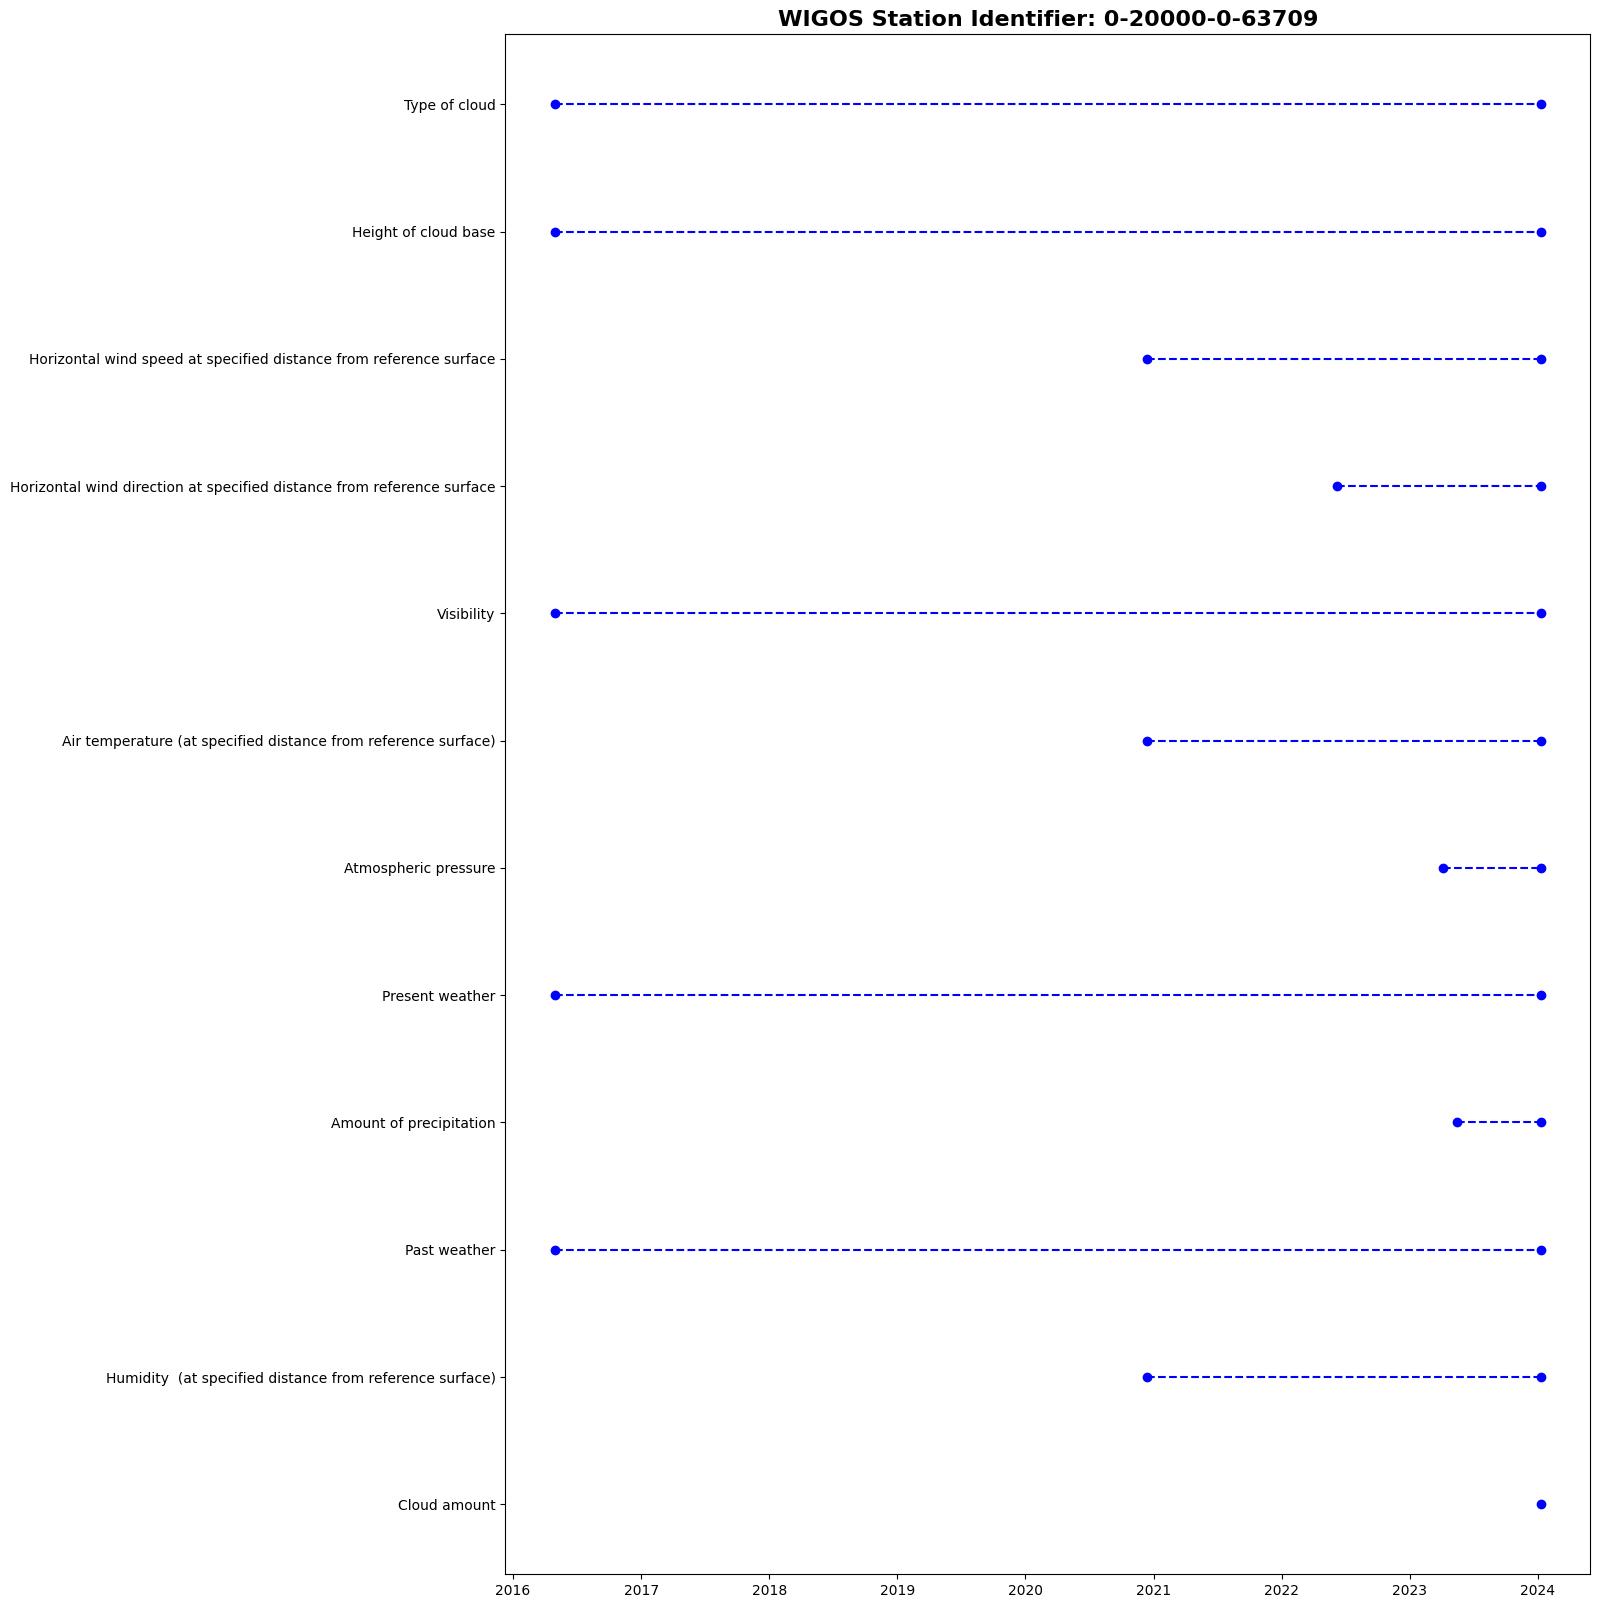 WIGOS Station Identifier: 0-20000-0-63709
Type of cloud
Height of cloud base
Horizontal wind speed at specified distance from reference surface
Horizontal wind direction at specified distance from reference surface
Visibility
Air temperature (at specified distance from reference surface)
Atmospheric pressure
Present weather
Amount of precipitation
Past weather
Humidity  (at specified distance from reference surface)
Cloud amount
2016 2017 2018 2019 2020 2021 2022 2023 2024